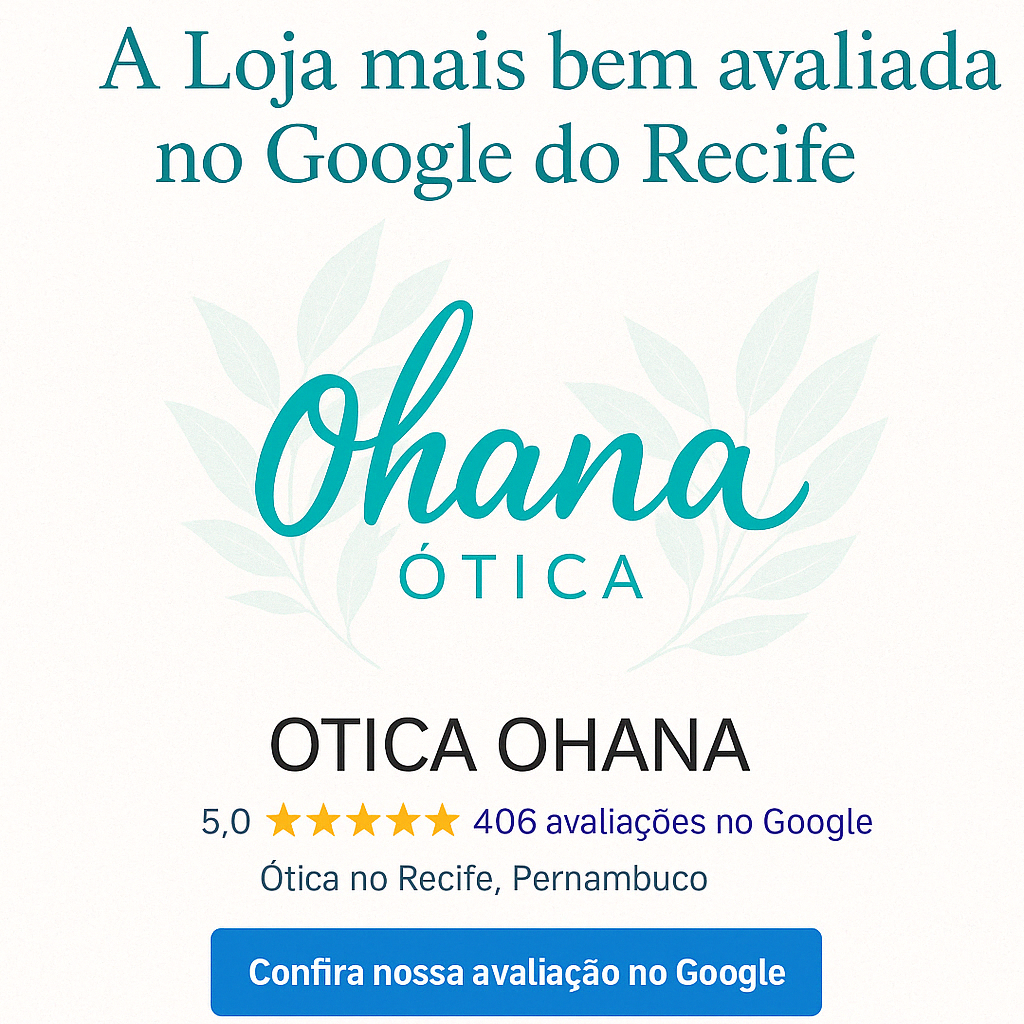 A Loja mais bem avaliada
no Google do Recife
Ohana
ÓTICA
OTICA OHANA
5,0 ★★★★★ 406 avaliações no Google
Ótica no Recife, Pernambuco
Confira nossa avaliação no Google